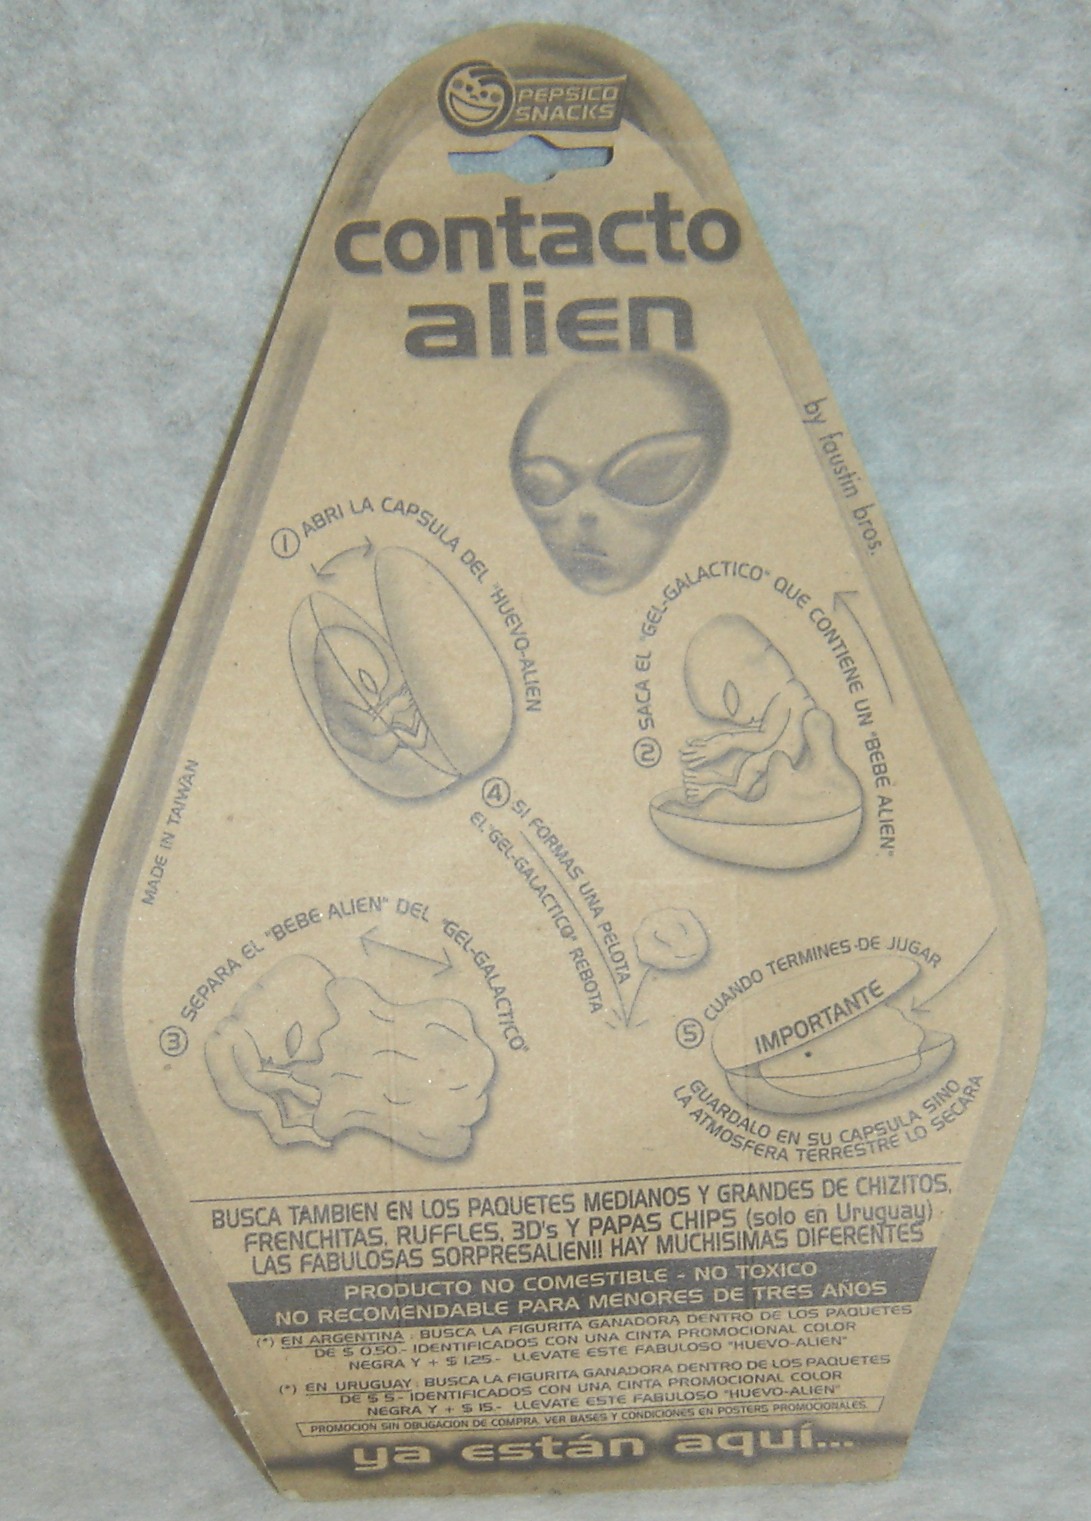 PEPSICO
SNACKS
contacto
alien
by faustin bros.
1 ABRI LA CAPSULA DEL "HUEVO-ALIEN
2 SACA EL "GEL-GALACTICO" QUE CONTIENE UN "BEBE ALIEN"
MADE IN TAIWAN
3 SEPARA EL "BEBE ALIEN" DEL "GEL-GALACTICO"
4 SI FORMAS UNA PELOTA
EL "GEL-GALACTICO" REBOTA
5 CUANDO TERMINES DE JUGAR
IMPORTANTE
GUARDALO EN SU CAPSULA SINO
LA ATMOSFERA TERRESTRE LO SECARA
BUSCA TAMBIEN EN LOS PAQUETES MEDIANOS Y GRANDES DE CHIZITOS,
FRENCHITAS, RUFFLES, 3D's Y PAPAS CHIPS (solo en Uruguay)
LAS FABULOSAS SORPRESALIEN!! HAY MUCHISIMAS DIFERENTES
PRODUCTO NO COMESTIBLE - NO TOXICO
NO RECOMENDABLE PARA MENORES DE TRES AÑOS
(*) EN ARGENTINA : BUSCA LA FIGURITA GANADORA DENTRO DE LOS PAQUETES
DE $ 0.50.- IDENTIFICADOS CON UNA CINTA PROMOCIONAL COLOR
NEGRA Y + $ 1.25.- LLEVATE ESTE FABULOSO "HUEVO-ALIEN"
(*) EN URUGUAY : BUSCA LA FIGURITA GANADORA DENTRO DE LOS PAQUETES
DE $ 5.- IDENTIFICADOS CON UNA CINTA PROMOCIONAL COLOR
NEGRA Y + $ 15.- LLEVATE ESTE FABULOSO "HUEVO-ALIEN"
PROMOCION SIN OBLIGACION DE COMPRA. VER BASES Y CONDICIONES EN POSTERS PROMOCIONALES.
ya están aquí...